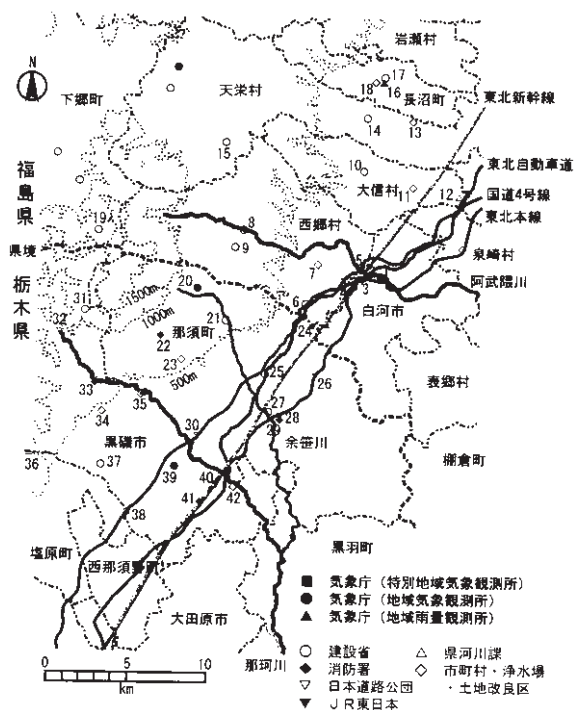 岩瀬村
N
17
18
16
長沼町
天栄村
東北新幹線
下郷町
14
13
15
東北自動車道
10
福島県
大信村
11
12
国道4号線
東北本線
19
8
西郷村
9
泉崎村
県境
7
栃木県
1500m
20
3
阿武隈川
31
1000m
6
白河市
32
那須町
21
24
22
23
500m
25
表郷村
33
26
35
34
27
28
30
29
余笹川
黒磯市
棚倉町
36
37
39
40
42
41
38
黒羽町
塩原町
西那須野町
■ 気象庁（特別地域気象観測所）
● 気象庁（地域気象観測所）
▲ 気象庁（地域雨量観測所）
大田原市
○ 建設省 △ 県河川課
0 5 10
km
那珂川
◆ 消防署 ◇ 市町村・浄水場
▽ 日本道路公団 ・土地改良区
▼ JR東日本